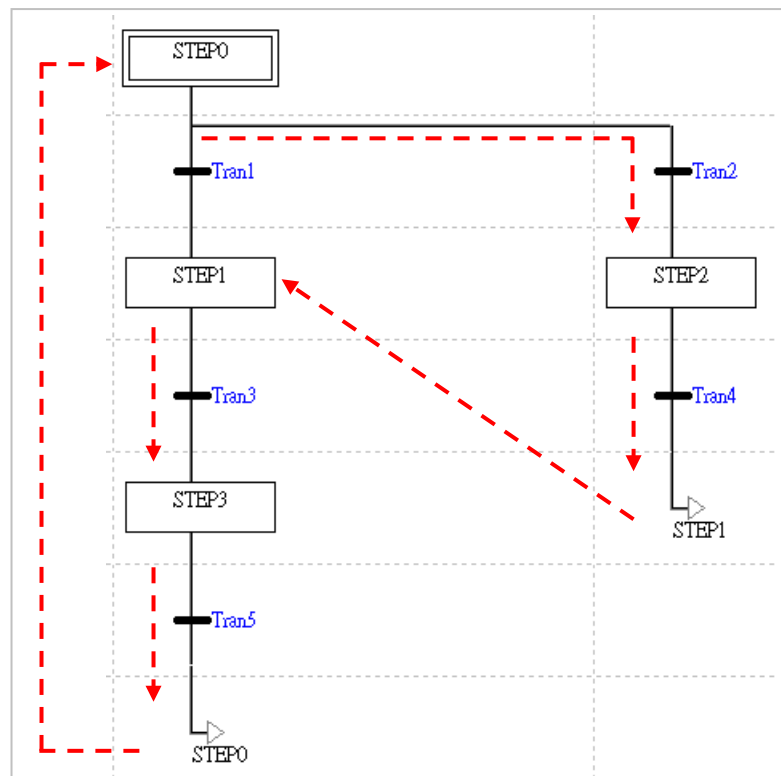 STEP0
Tran1
Tran2
STEP1
STEP2
Tran3
Tran4
STEP3
STEP1
Tran5
STEP0